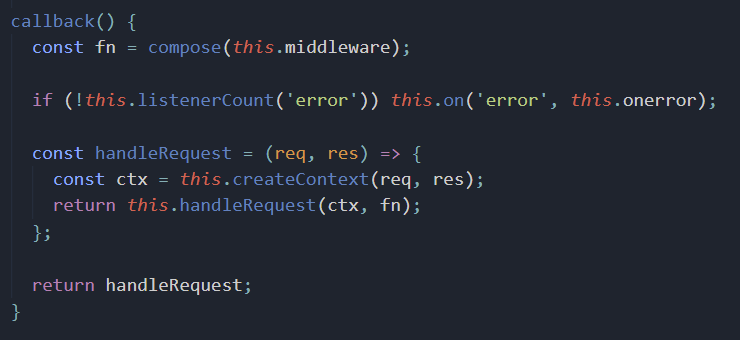 callback() {
  const fn = compose(this.middleware);

  if (!this.listenerCount('error')) this.on('error', this.onerror);

  const handleRequest = (req, res) => {
    const ctx = this.createContext(req, res);
    return this.handleRequest(ctx, fn);
  };

  return handleRequest;
}